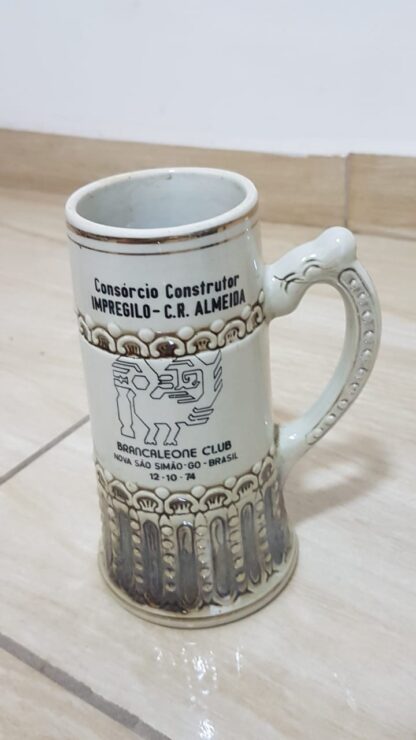 Consórcio Construtor
IMPREGILO - C.R. ALMEIDA
BRANCALEONE CLUB
NOVA SÃO SIMÃO-GO-BRASIL
12-10-74